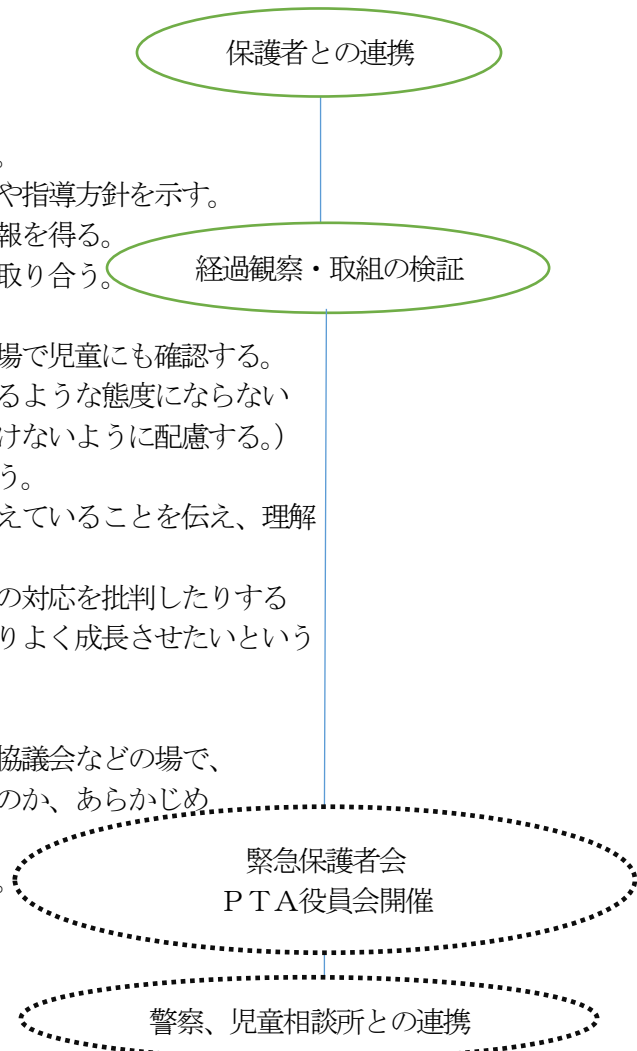 保護者との連携
。
や指導方針を示す。
報を得る。
取り合う。
経過観察・取組の検証
場で児童にも確認する。
るような態度にならない
けないように配慮する。）
う。
えていることを伝え、理解
の対応を批判したりする
りよく成長させたいという
協議会などの場で、
のか、あらかじめ
緊急保護者会
。
ＰＴＡ役員会開催
警察、児童相談所との連携